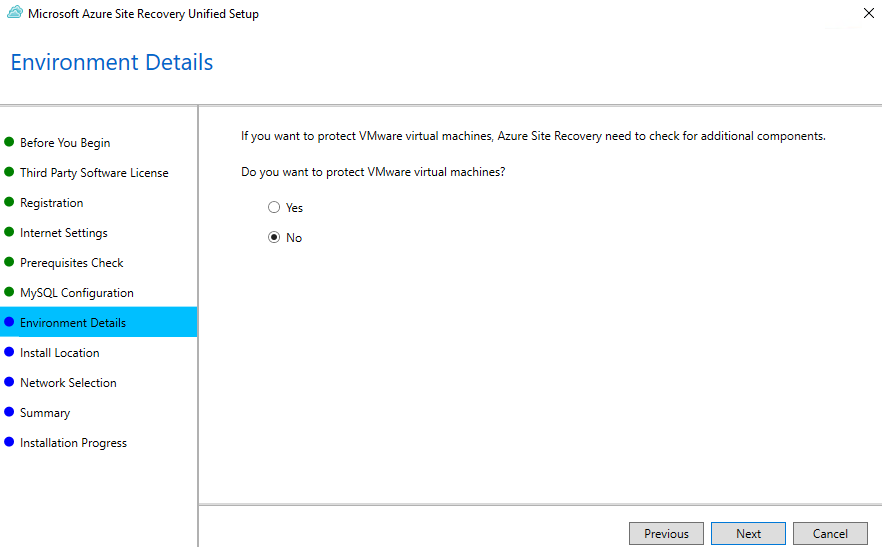 Microsoft Azure Site Recovery Unified Setup
Environment Details
Before You Begin
Third Party Software License
Registration
Internet Settings
Prerequisites Check
MySQL Configuration
Environment Details
Install Location
Network Selection
Summary
Installation Progress
If you want to protect VMware virtual machines, Azure Site Recovery need to check for additional components.
Do you want to protect VMware virtual machines?
Yes
No
Previous
Next
Cancel